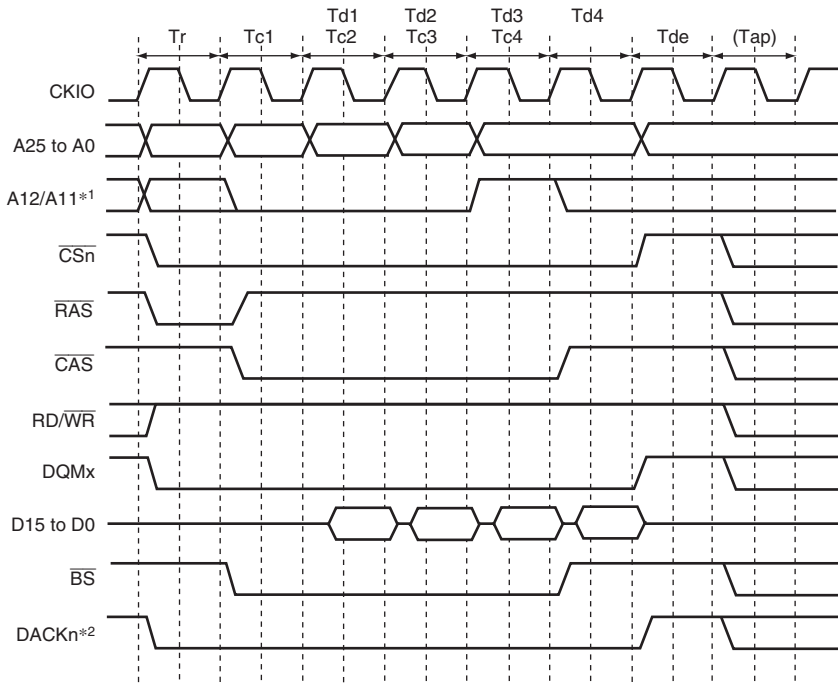 Td1 Td2 Td3 Td4
Tr Tc1 Tc2 Tc3 Tc4 Tde (Tap)
CKIO
A25 to A0
A12/A11*1
CSn
RAS
CAS
RD/WR
DQMx
D15 to D0
BS
DACKn*2